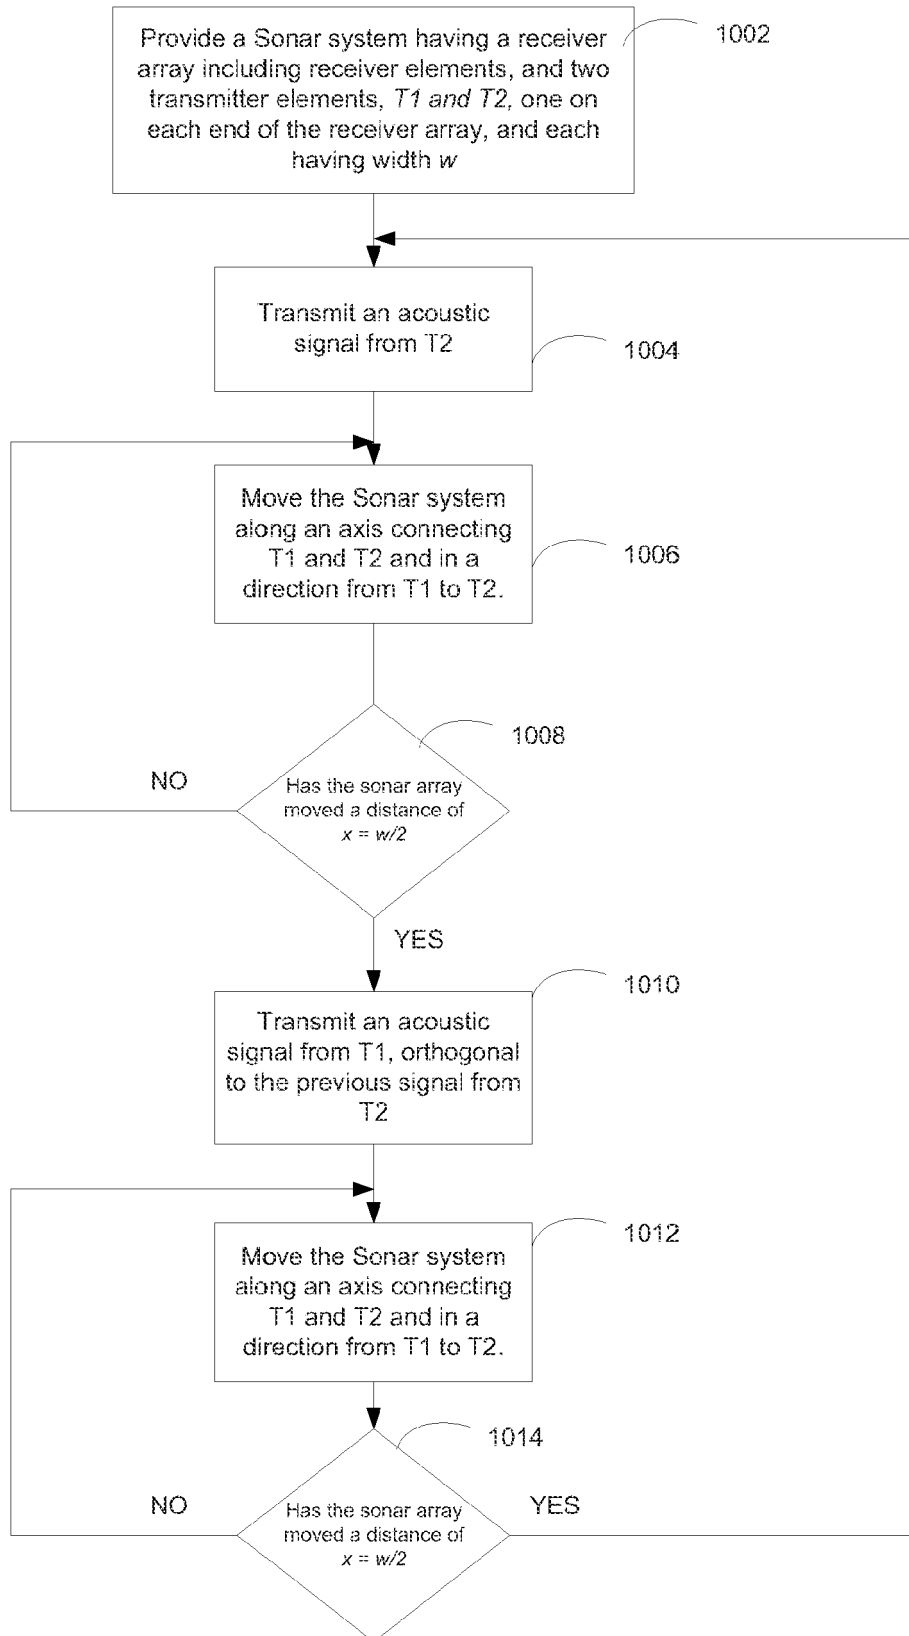 Provide a Sonar system having a receiver
array including receiver elements, and two
transmitter elements, T1 and T2, one on
each end of the receiver array, and each
having width w
1002
Transmit an acoustic
signal from T2
1004
Move the Sonar system
along an axis connecting
T1 and T2 and in a
direction from T1 to T2.
1006
1008
NO
Has the sonar array
moved a distance of
x = w/2
YES
1010
Transmit an acoustic
signal from T1, orthogonal
to the previous signal from
T2
1012
Move the Sonar system
along an axis connecting
T1 and T2 and in a
direction from T1 to T2.
1014
NO
Has the sonar array
moved a distance of
x = w/2
YES